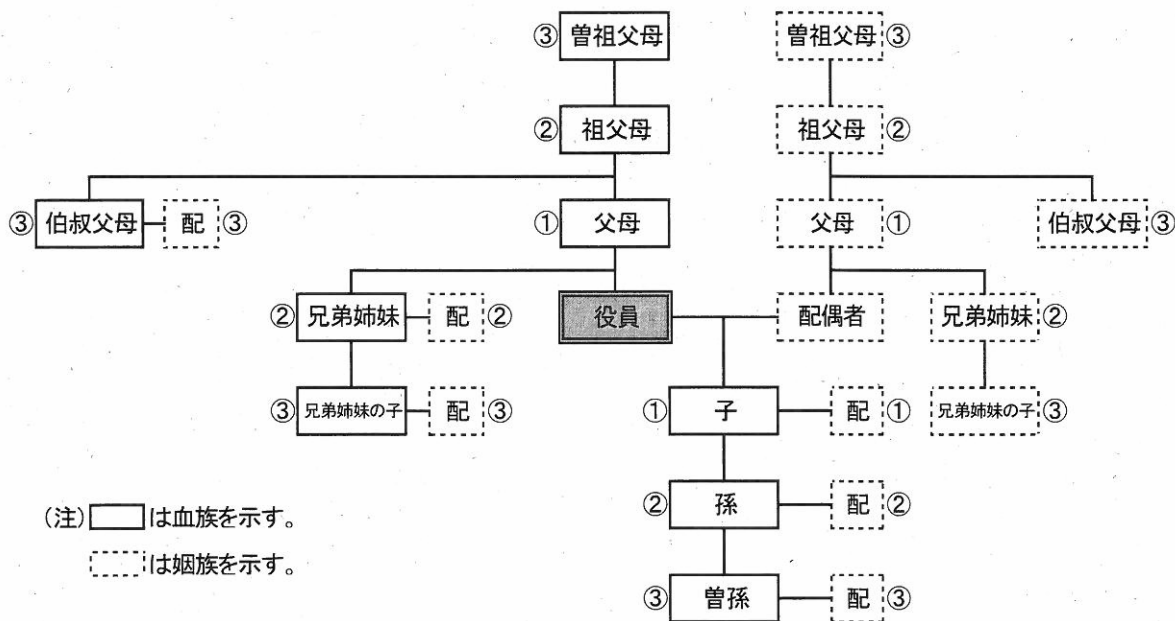 ③ 曽祖父母 曽祖父母 ③
② 祖父母 祖父母 ②
③ 伯叔父母 配 ③ ① 父母 父母 ① 伯叔父母 ③
② 兄弟姉妹 配 ② 役員 配偶者 兄弟姉妹 ②
③ 兄弟姉妹の子 配 ③ ① 子 配 ① 兄弟姉妹の子 ③
② 孫 配 ②
③ 曽孫 配 ③
(注) は血族を示す。
は姻族を示す。